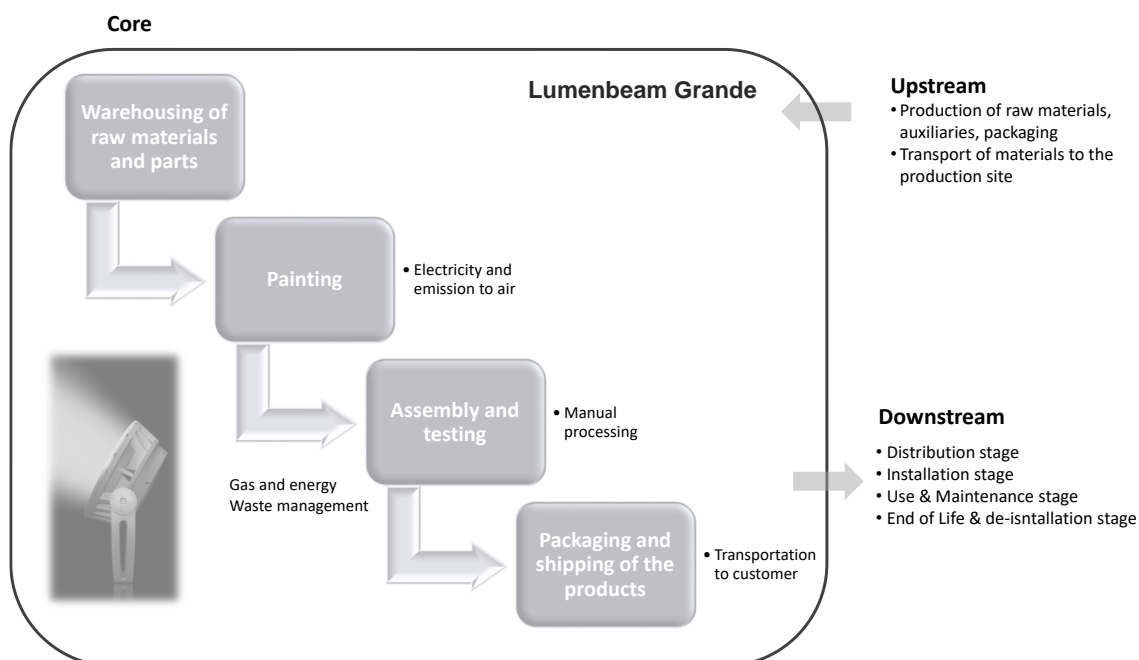 Core
Lumenbeam Grande
Warehousing of
raw materials
and parts
Painting
• Electricity and
emission to air
Assembly and
testing
• Manual
processing
Gas and energy
Waste management
Packaging and
shipping of the
products
• Transportation
to customer
Upstream
• Production of raw materials,
auxiliaries, packaging
• Transport of materials to the
production site
Downstream
• Distribution stage
• Installation stage
• Use & Maintenance stage
• End of Life & de-isntallation stage